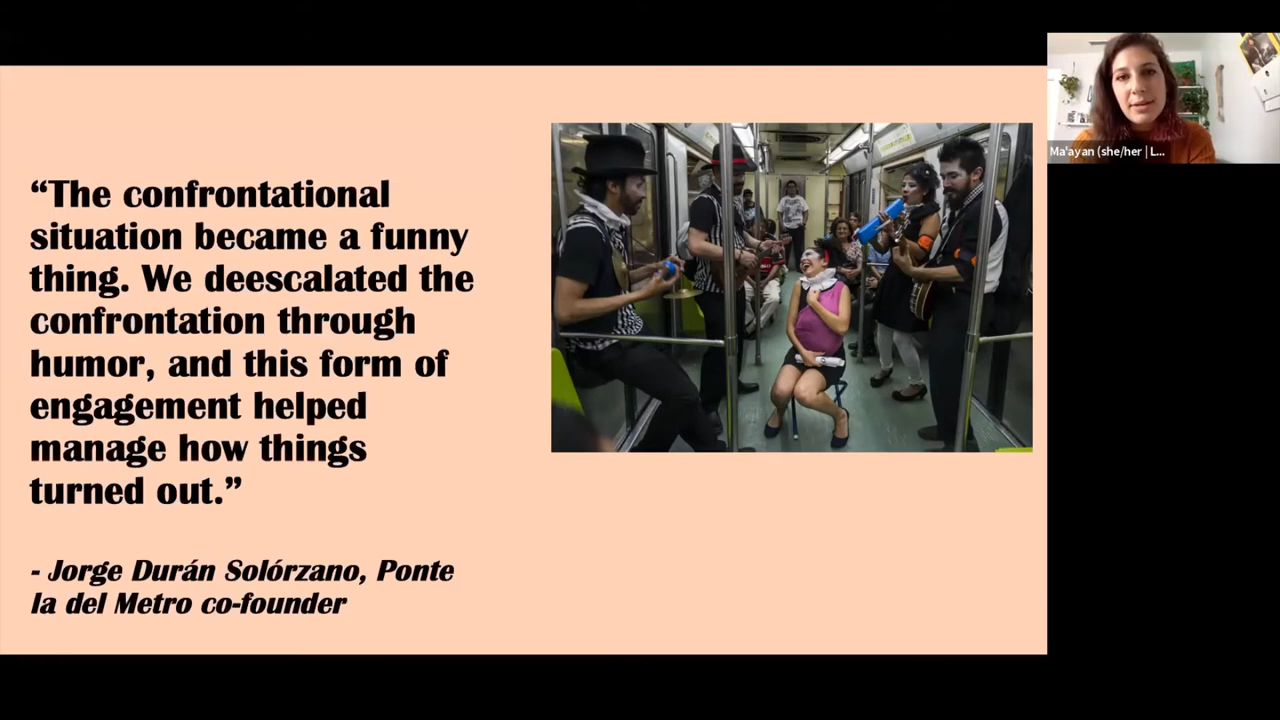 “The confrontational
situation became a funny
thing. We deescalated the
confrontation through
humor, and this form of
engagement helped
manage how things
turned out.”
- Jorge Durán Solórzano, Ponte
la del Metro co-founder
Ma'ayan (she/her | L...